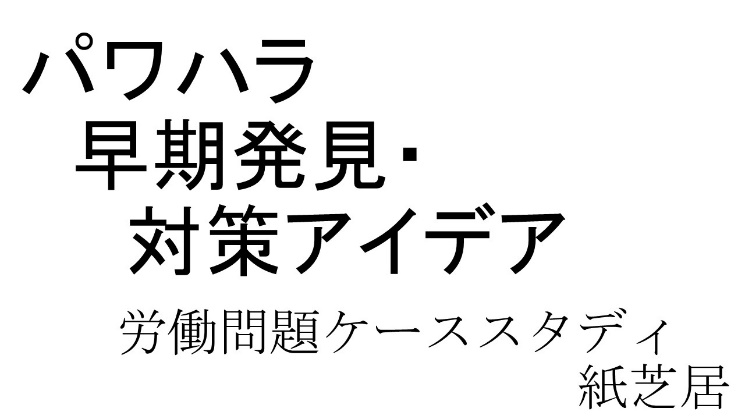 パワハラ
早期発見・
対策アイデア
労働問題ケーススタディ
紙芝居